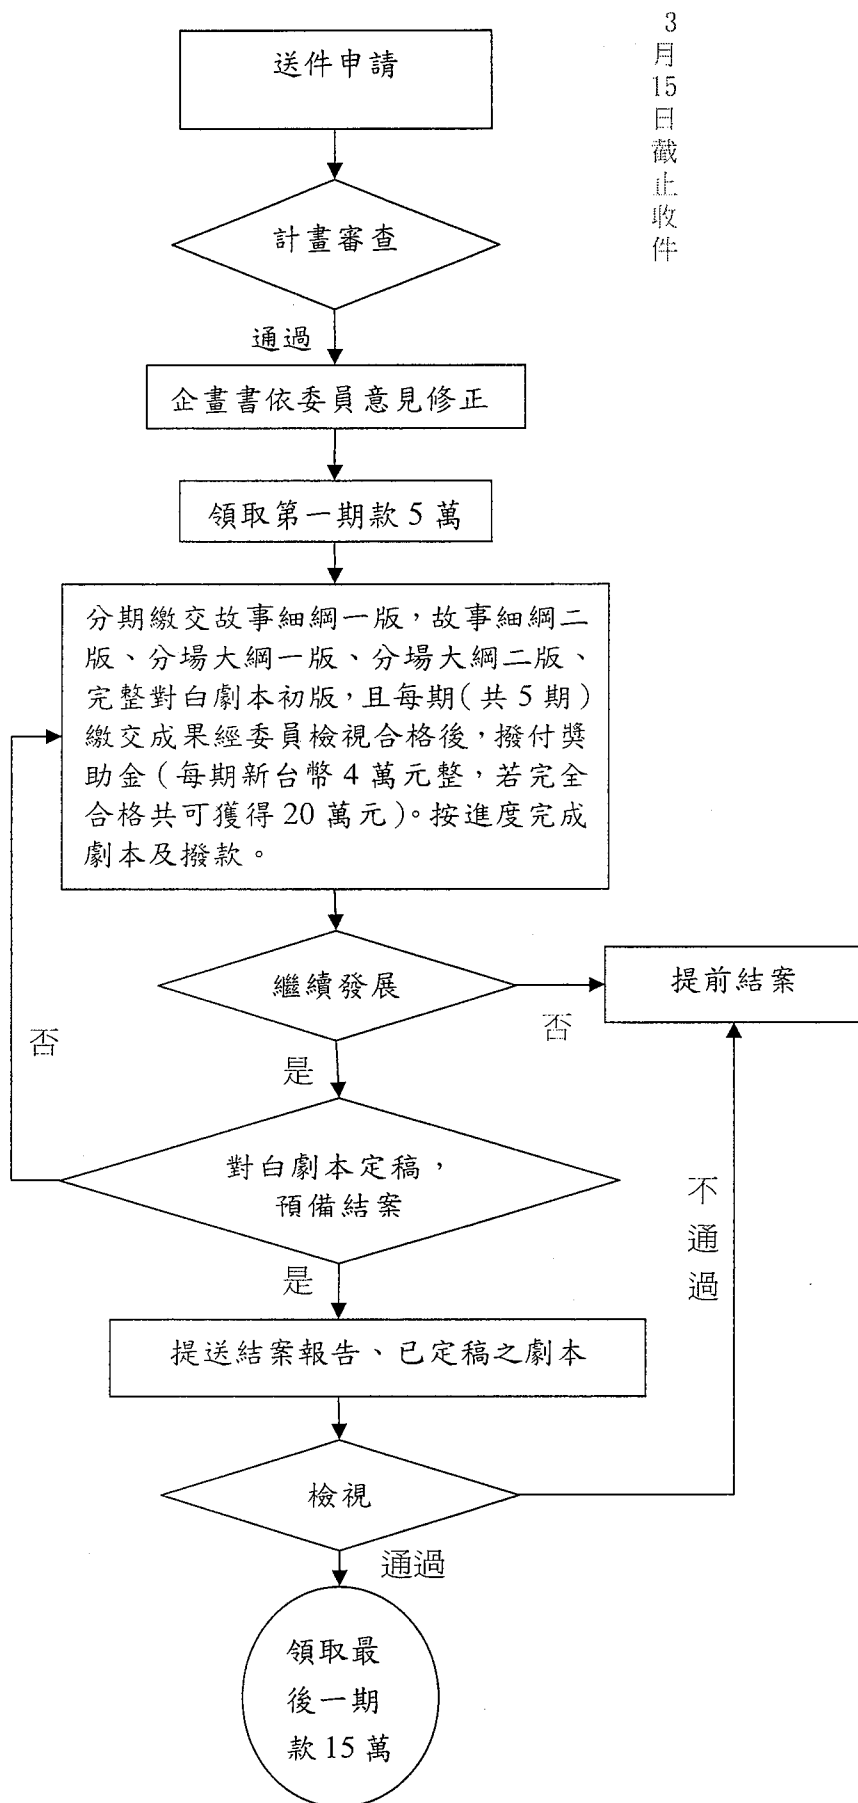 送件申請
3月15日截止收件
計畫審查
通過
企畫書依委員意見修正
領取第一期款 5 萬
分期繳交故事細綱一版，故事細綱二
版、分場大綱一版、分場大綱二版、
完整對白劇本初版，且每期（共 5 期）
繳交成果經委員檢視合格後，撥付獎
助金（每期新台幣 4 萬元整，若完全
合格共可獲得 20 萬元）。按進度完成
劇本及撥款。
繼續發展
否
提前結案
否
是
對白劇本定稿，
預備結案
不通過
是
提送結案報告、已定稿之劇本
檢視
通過
領取最
後一期
款 15 萬